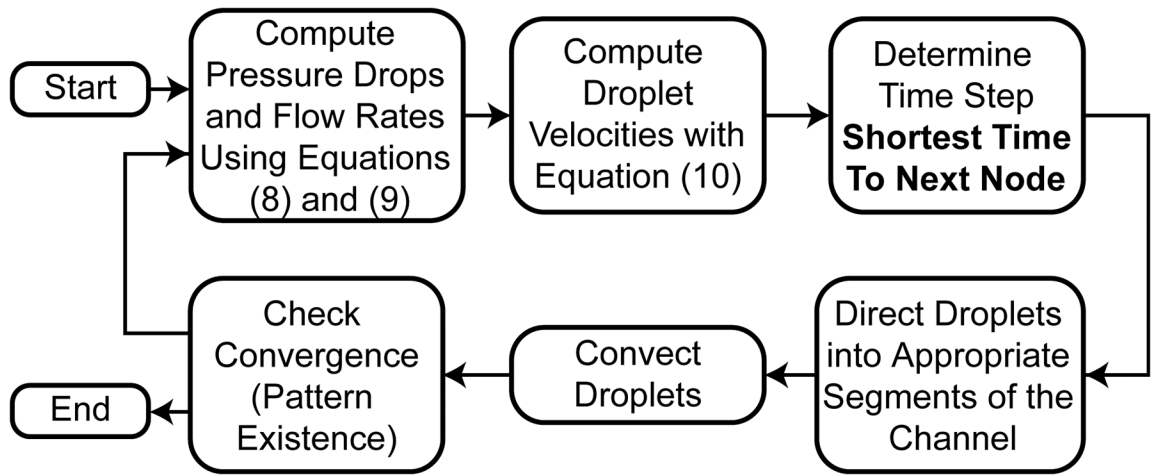 Start
Compute
Pressure Drops
and Flow Rates
Using Equations
(8) and (9)
Compute
Droplet
Velocities with
Equation (10)
Determine
Time Step
Shortest Time
To Next Node
Direct Droplets
into Appropriate
Segments of the
Channel
Convect
Droplets
Check
Convergence
(Pattern
Existence)
End